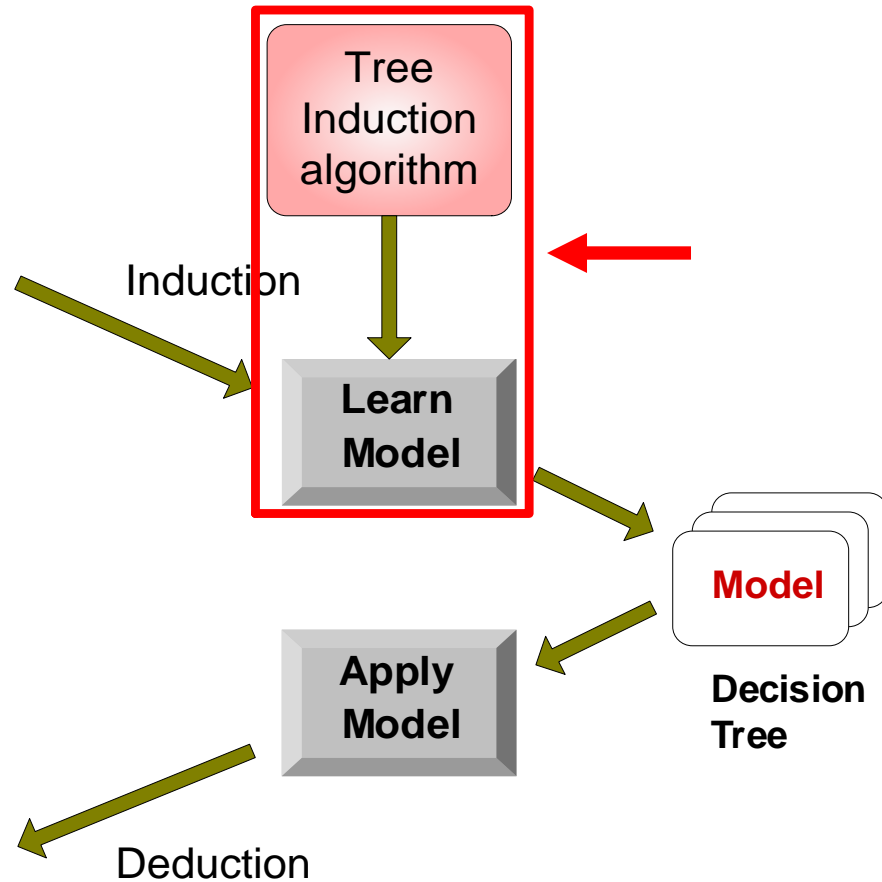 Tree
Induction
algorithm
Induction
Learn
Model
Model
Decision
Tree
Apply
Model
Deduction